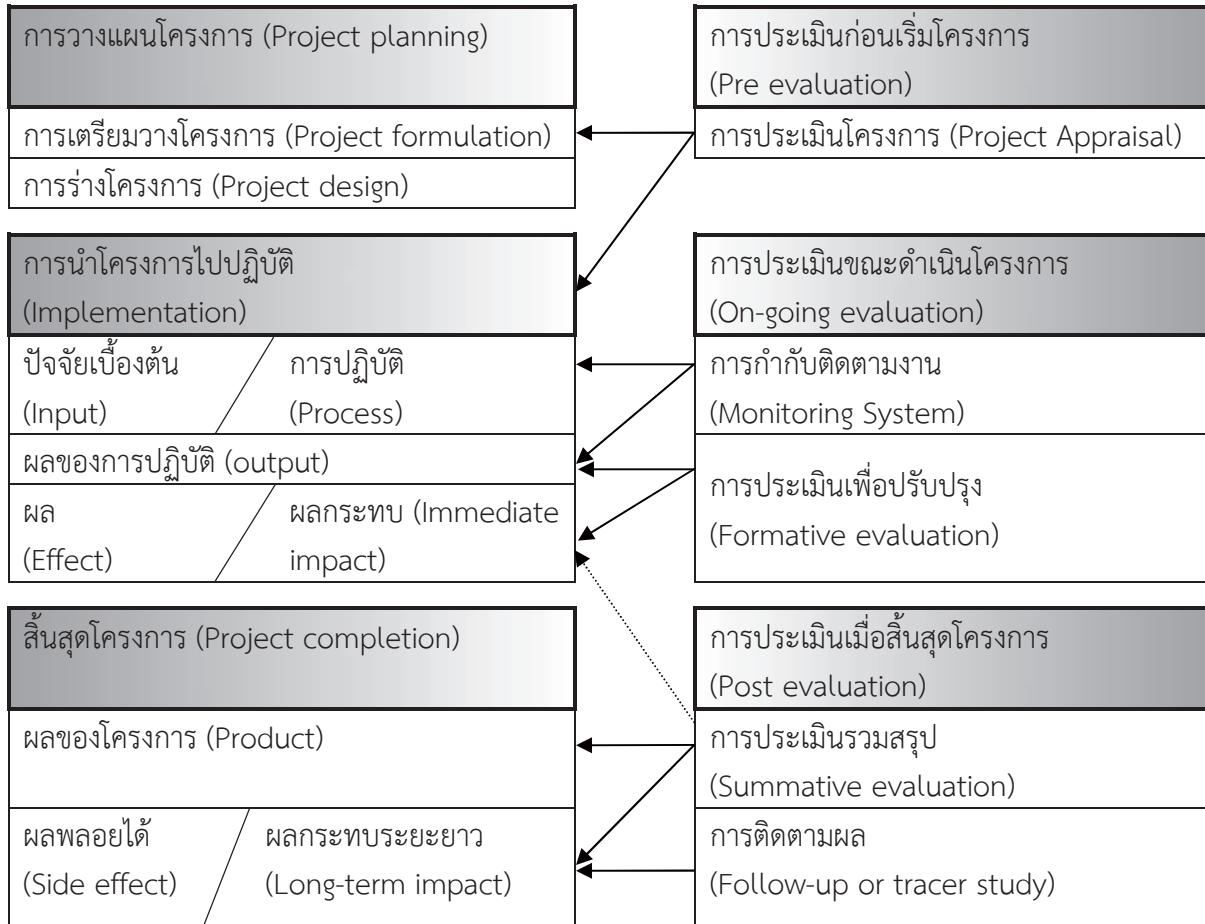 การวางแผนโครงการ (Project planning)
การเตรียมวางโครงการ (Project formulation)
การร่างโครงการ (Project design)
การประเมินก่อนเริ่มโครงการ
(Pre evaluation)
การประเมินโครงการ (Project Appraisal)
การนำโครงการไปปฏิบัติ
(Implementation)
ปัจจัยเบื้องต้น
(Input)
การปฏิบัติ
(Process)
ผลของการปฏิบัติ (output)
ผล
(Effect)
ผลกระทบ (Immediate
impact)
การประเมินขณะดำเนินโครงการ
(On-going evaluation)
การกำกับติดตามงาน
(Monitoring System)
การประเมินเพื่อปรับปรุง
(Formative evaluation)
สิ้นสุดโครงการ (Project completion)
ผลของโครงการ (Product)
ผลพลอยได้
(Side effect)
ผลกระทบระยะยาว
(Long-term impact)
การประเมินเมื่อสิ้นสุดโครงการ
(Post evaluation)
การประเมินรวมสรุป
(Summative evaluation)
การติดตามผล
(Follow-up or tracer study)